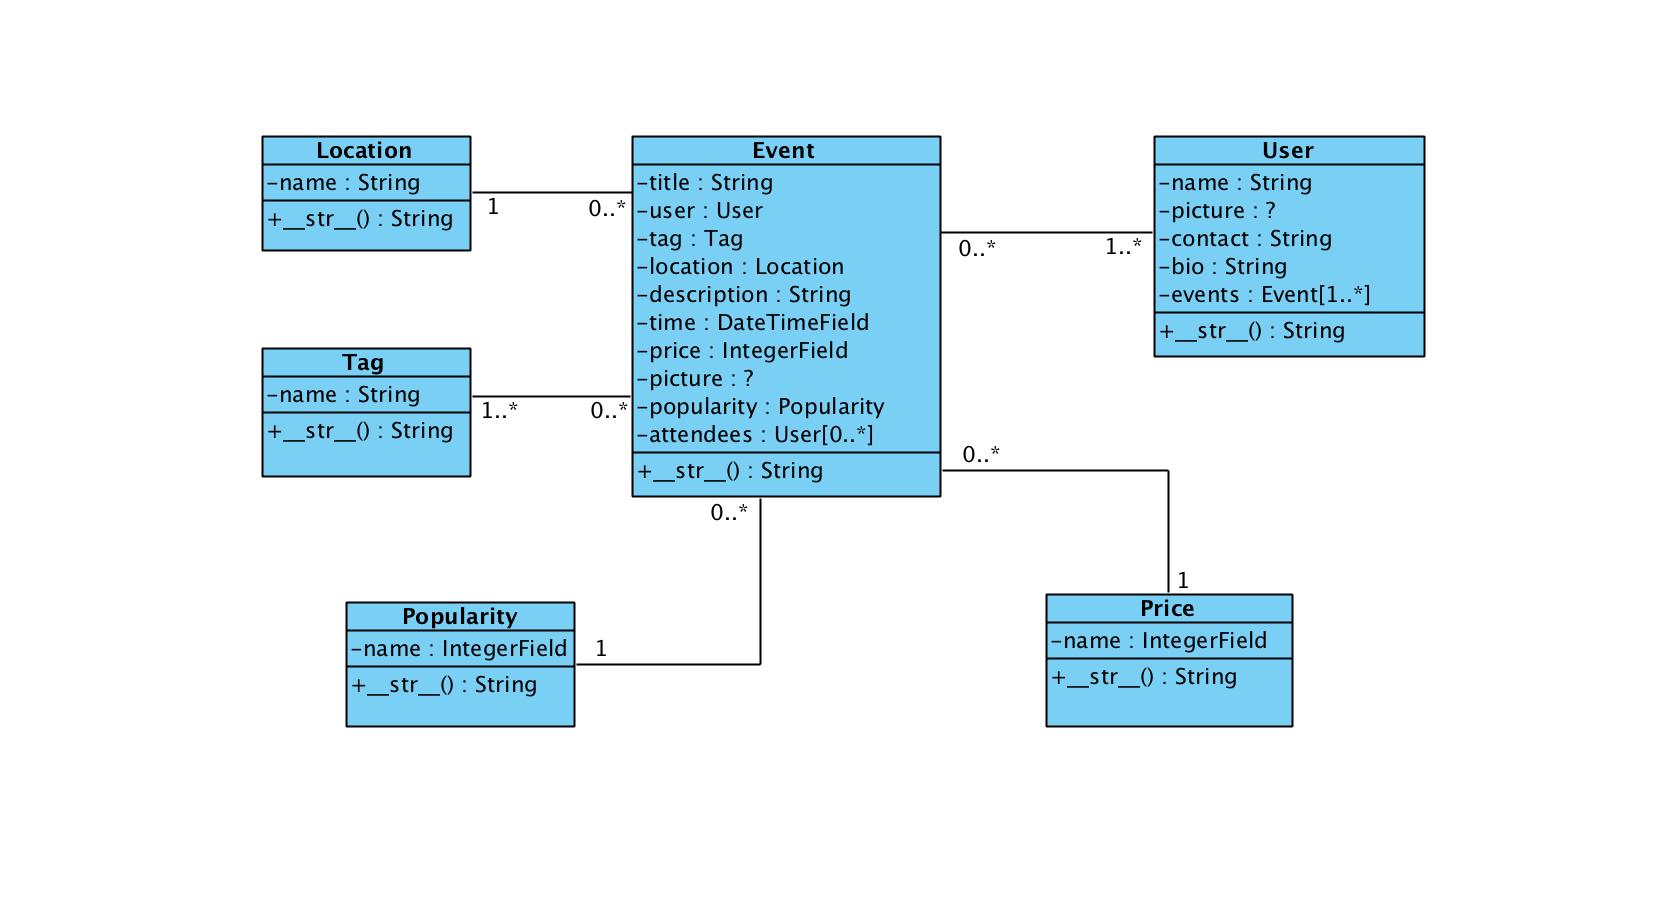 Location
-name : String
+__str__() : String
1
0..*
Event
-title : String
-user : User
-tag : Tag
-location : Location
-description : String
-time : DateTimeField
-price : IntegerField
-picture : ?
-popularity : Popularity
-attendees : User[0..*]
+__str__() : String
0..*
1..*
User
-name : String
-picture : ?
-contact : String
-bio : String
-events : Event[1..*]
+__str__() : String
Tag
-name : String
+__str__() : String
1..*
0..*
0..*
1
0..*
1
Popularity
-name : IntegerField
+__str__() : String
Price
-name : IntegerField
+__str__() : String